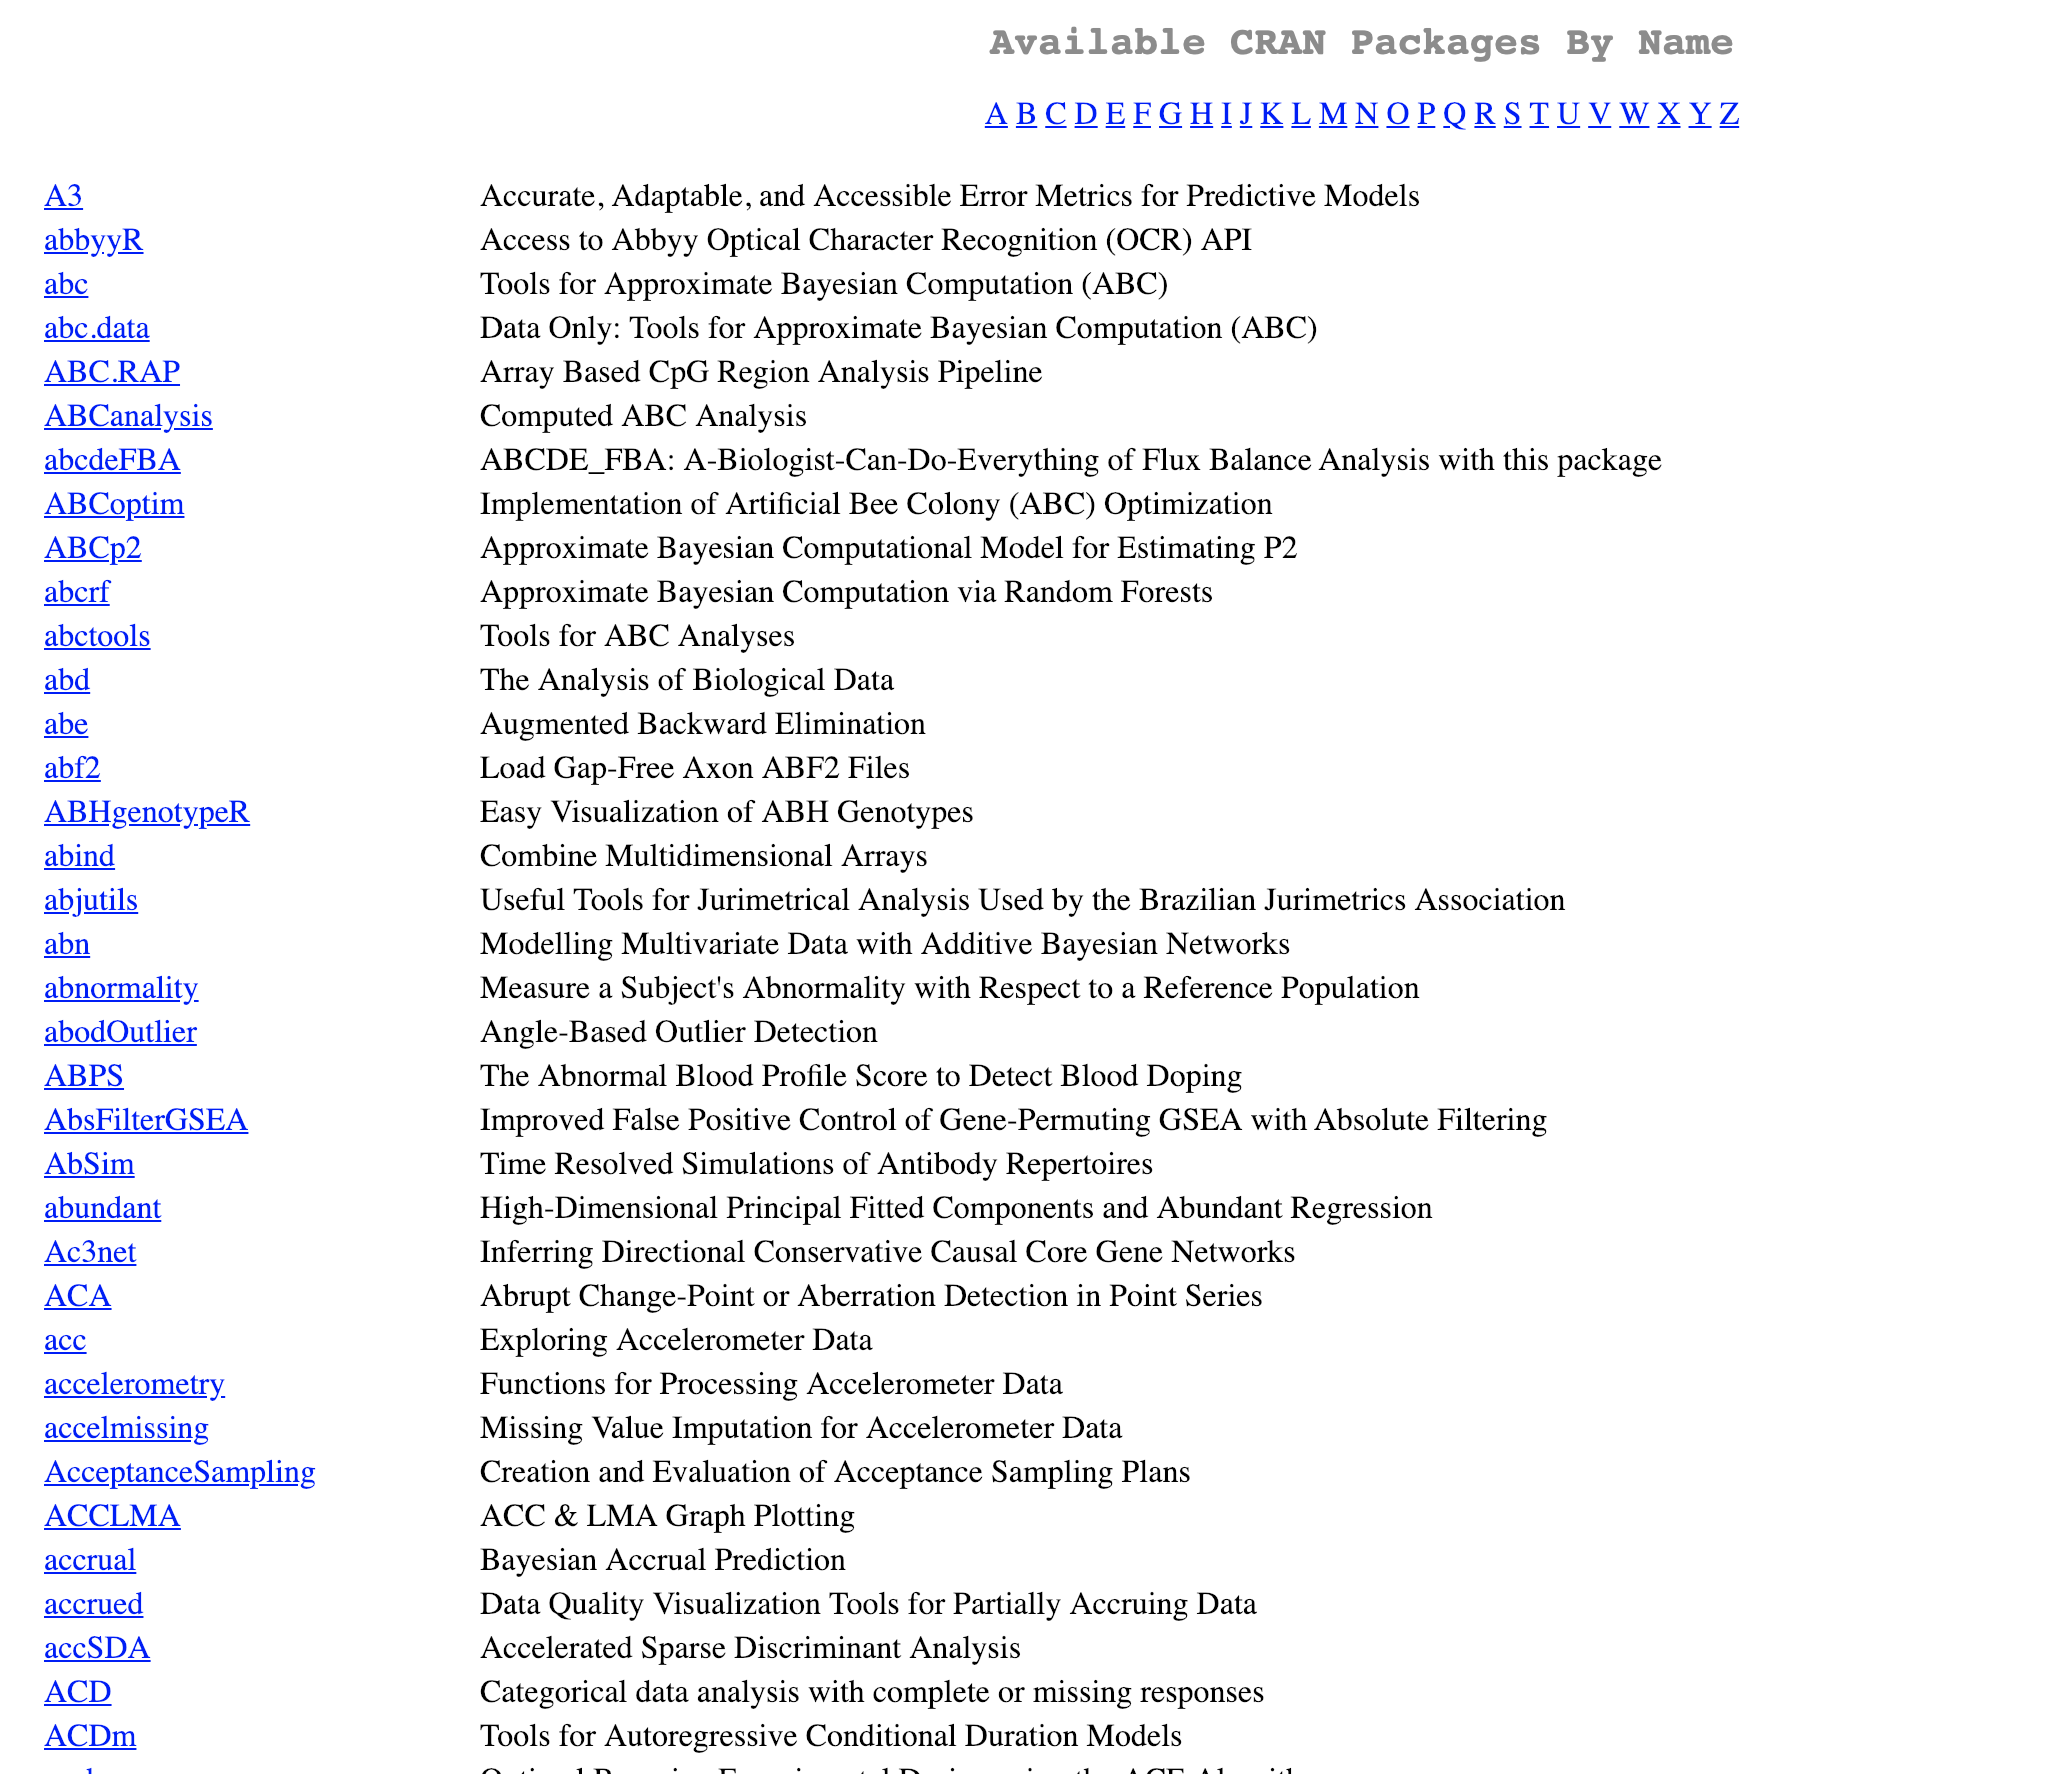 Available CRAN Packages By Name
A B C D E F G H I J K L M N O P Q R S T U V W X Y Z
A3 Accurate, Adaptable, and Accessible Error Metrics for Predictive Models
abbyyR Access to Abbyy Optical Character Recognition (OCR) API
abc Tools for Approximate Bayesian Computation (ABC)
abc.data Data Only: Tools for Approximate Bayesian Computation (ABC)
ABC.RAP Array Based CpG Region Analysis Pipeline
ABCanalysis Computed ABC Analysis
abcdeFBA ABCDE_FBA: A-Biologist-Can-Do-Everything of Flux Balance Analysis with this package
ABCoptim Implementation of Artificial Bee Colony (ABC) Optimization
ABCp2 Approximate Bayesian Computational Model for Estimating P2
abcrf Approximate Bayesian Computation via Random Forests
abctools Tools for ABC Analyses
abd The Analysis of Biological Data
abe Augmented Backward Elimination
abf2 Load Gap-Free Axon ABF2 Files
ABHgenotypeR Easy Visualization of ABH Genotypes
abind Combine Multidimensional Arrays
abjutils Useful Tools for Jurimetrical Analysis Used by the Brazilian Jurimetrics Association
abn Modelling Multivariate Data with Additive Bayesian Networks
abnormality Measure a Subject's Abnormality with Respect to a Reference Population
abodOutlier Angle-Based Outlier Detection
ABPS The Abnormal Blood Profile Score to Detect Blood Doping
AbsFilterGSEA Improved False Positive Control of Gene-Permuting GSEA with Absolute Filtering
AbSim Time Resolved Simulations of Antibody Repertoires
abundant High-Dimensional Principal Fitted Components and Abundant Regression
Ac3net Inferring Directional Conservative Causal Core Gene Networks
ACA Abrupt Change-Point or Aberration Detection in Point Series
acc Exploring Accelerometer Data
accelerometry Functions for Processing Accelerometer Data
accelmissing Missing Value Imputation for Accelerometer Data
AcceptanceSampling Creation and Evaluation of Acceptance Sampling Plans
ACCLMA ACC & LMA Graph Plotting
accrual Bayesian Accrual Prediction
accrued Data Quality Visualization Tools for Partially Accruing Data
accSDA Accelerated Sparse Discriminant Analysis
ACD Categorical data analysis with complete or missing responses
ACDm Tools for Autoregressive Conditional Duration Models